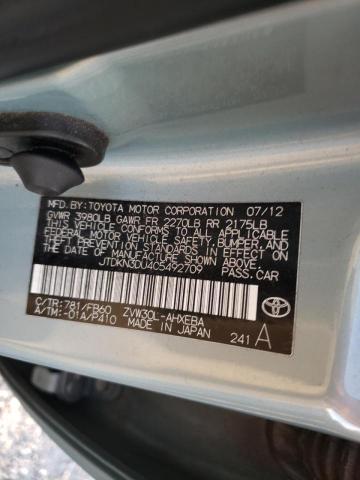 MFD. BY: TOYOTA MOTOR CORPORATION 07/12
GVWR 3980LB GAWR FR 2270LB RR 2175LB
THIS VEHICLE CONFORMS TO ALL APPLICABLE
FEDERAL MOTOR VEHICLE SAFETY, BUMPER, AND
THEFT PREVENTION STANDARDS IN EFFECT ON
THE DATE OF MANUFACTURE SHOWN ABOVE.
JTDKN3DU4C5492709 PASS.CAR
C/TR:781/FB60 ZVW30L-AHXEBA
A/TM:-01A/P410 MADE IN JAPAN
241 A